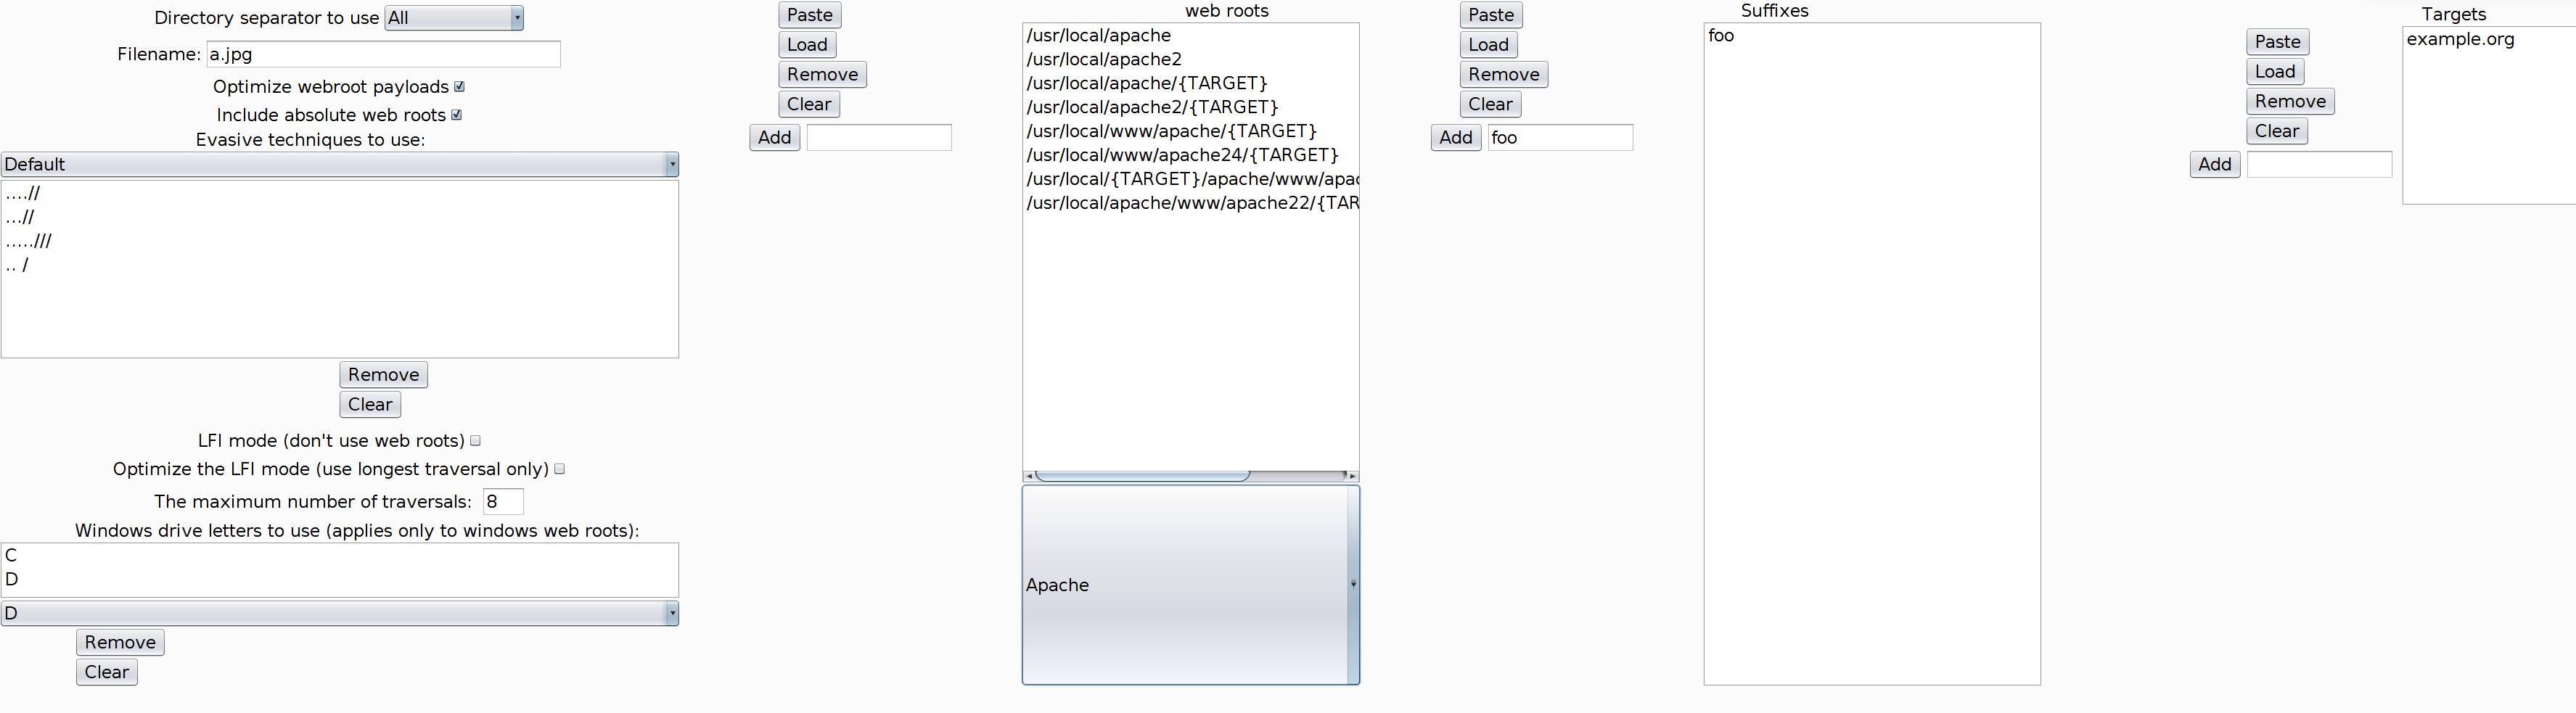 Directory separator to use All
Filename: a.jpg
Optimize webroot payloads
Include absolute web roots
Evasive techniques to use:
Default
....//
...//
.....///
.. /
Remove
Clear
LFI mode (don't use web roots)
Optimize the LFI mode (use longest traversal only)
The maximum number of traversals: 8
Windows drive letters to use (applies only to windows web roots):
C
D
D
Remove
Clear
Paste
Load
Remove
Clear
Add
web roots
/usr/local/apache
/usr/local/apache2
/usr/local/apache/{TARGET}
/usr/local/apache2/{TARGET}
/usr/local/www/apache/{TARGET}
/usr/local/www/apache24/{TARGET}
/usr/local/{TARGET}/apache/www/apac
/usr/local/apache/www/apache22/{TAR
Apache
Paste
Load
Remove
Clear
Add foo
Suffixes
foo
Paste
Load
Remove
Clear
Add
Targets
example.org